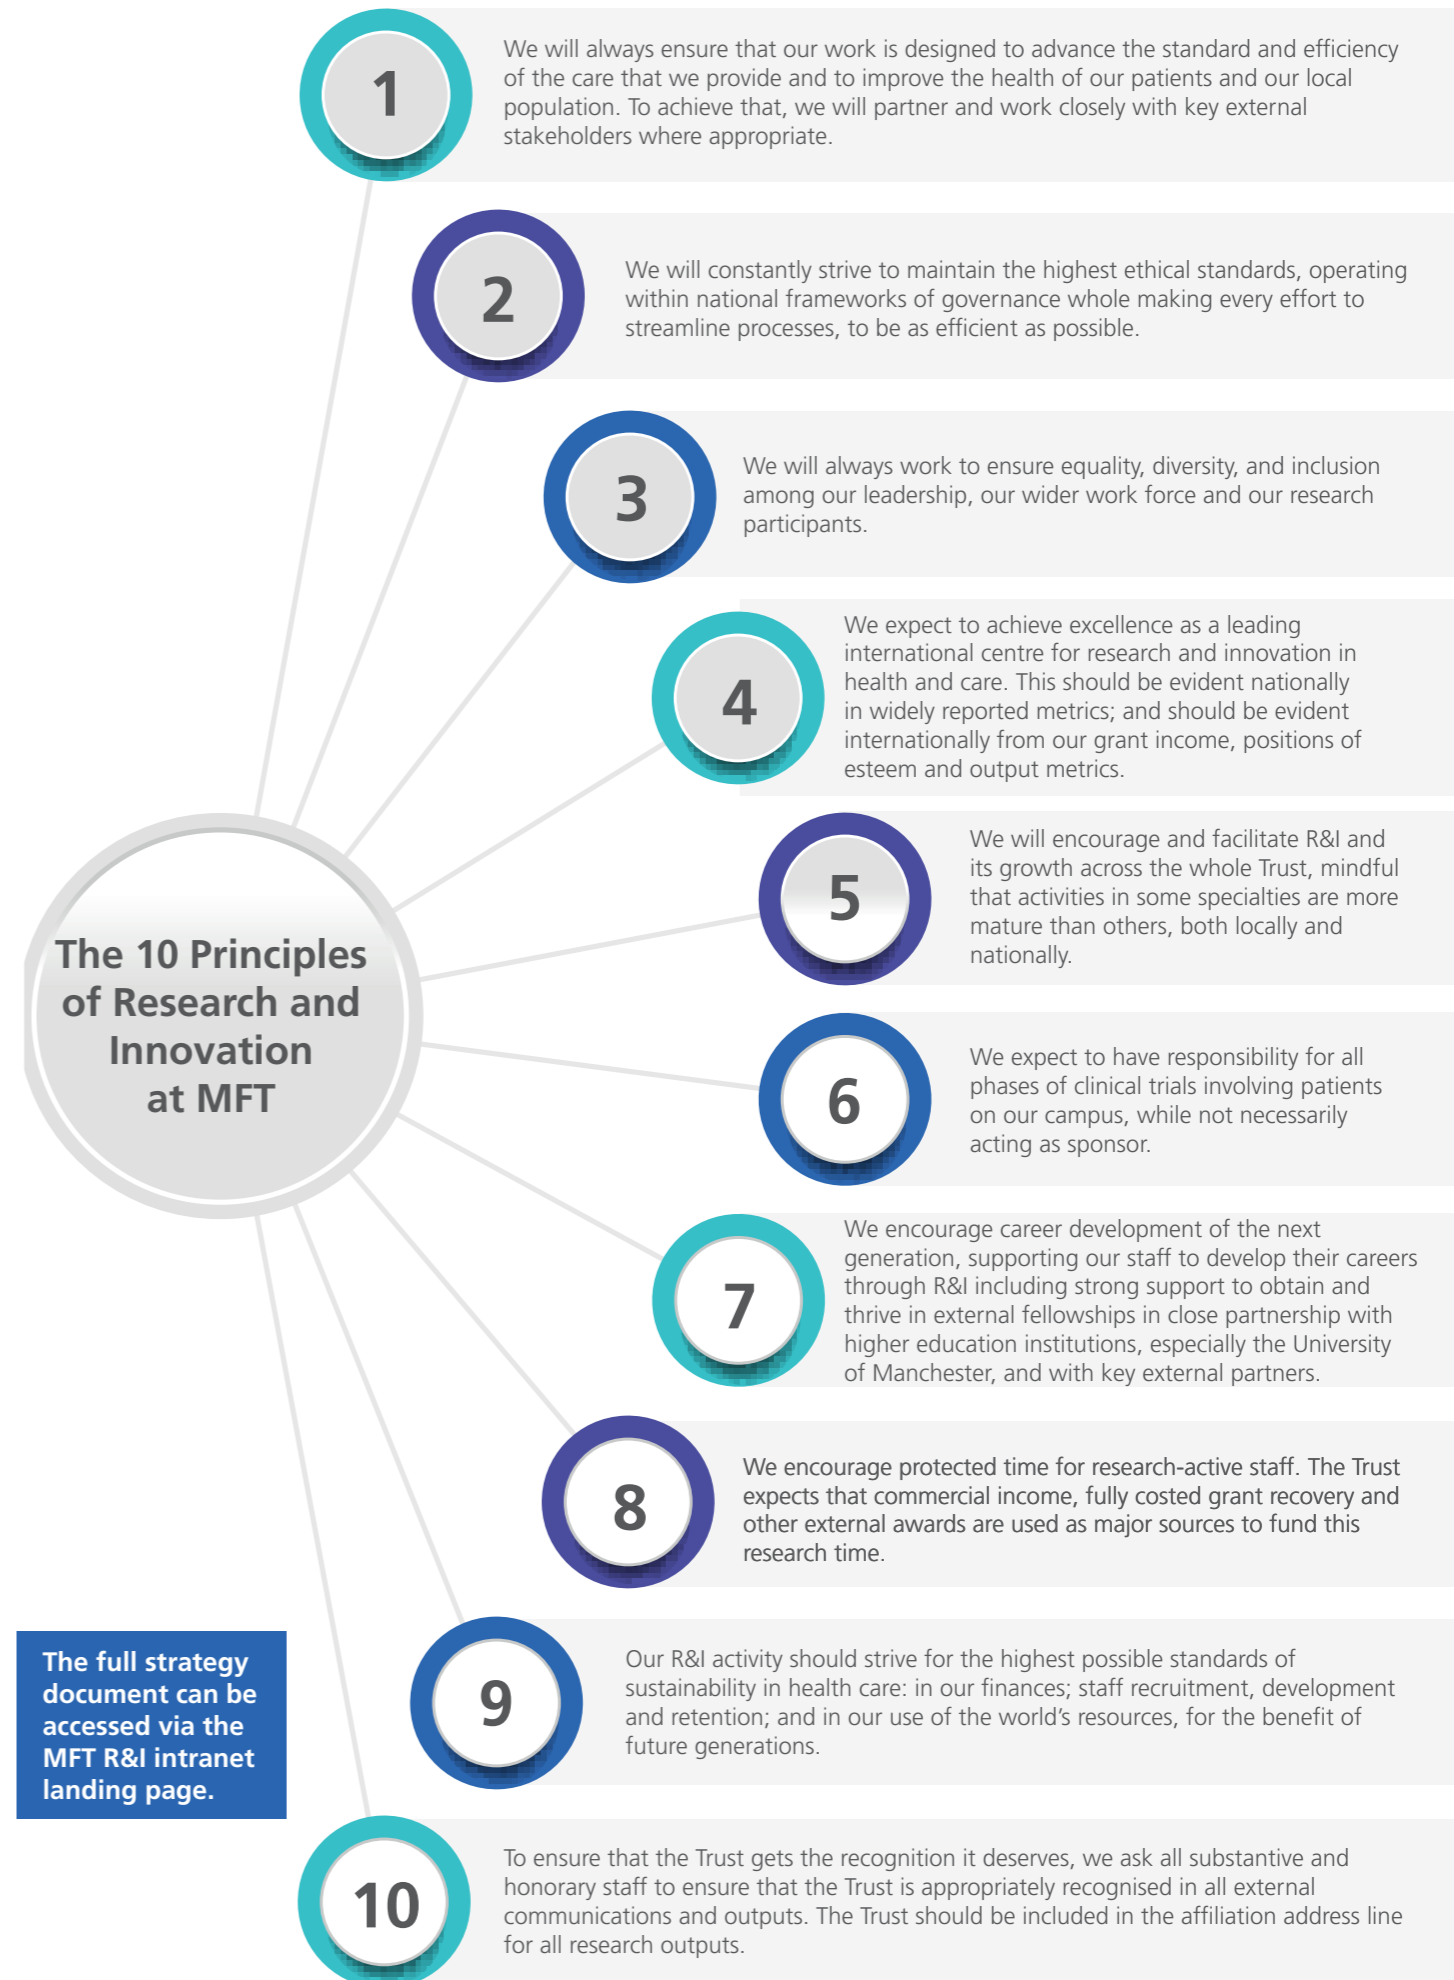 1
We will always ensure that our work is designed to advance the standard and efficiency
of the care that we provide and to improve the health of our patients and our local
population. To achieve that, we will partner and work closely with key external
stakeholders where appropriate.
2
We will constantly strive to maintain the highest ethical standards, operating
within national frameworks of governance whole making every effort to
streamline processes, to be as efficient as possible.
3
We will always work to ensure equality, diversity, and inclusion
among our leadership, our wider work force and our research
participants.
4
We expect to achieve excellence as a leading
international centre for research and innovation in
health and care. This should be evident nationally
in widely reported metrics; and should be evident
internationally from our grant income, positions of
esteem and output metrics.
The 10 Principles
of Research and
Innovation
at MFT
5
We will encourage and facilitate R&I and
its growth across the whole Trust, mindful
that activities in some specialties are more
mature than others, both locally and
nationally.
6
We expect to have responsibility for all
phases of clinical trials involving patients
on our campus, while not necessarily
acting as sponsor.
7
We encourage career development of the next
generation, supporting our staff to develop their careers
through R&I including strong support to obtain and
thrive in external fellowships in close partnership with
higher education institutions, especially the University
of Manchester, and with key external partners.
8
We encourage protected time for research-active staff. The Trust
expects that commercial income, fully costed grant recovery and
other external awards are used as major sources to fund this
research time.
9
Our R&I activity should strive for the highest possible standards of
sustainability in health care: in our finances; staff recruitment, development
and retention; and in our use of the world's resources, for the benefit of
future generations.
The full strategy
document can be
accessed via the
MFT R&I intranet
landing page.
10
To ensure that the Trust gets the recognition it deserves, we ask all substantive and
honorary staff to ensure that the Trust is appropriately recognised in all external
communications and outputs. The Trust should be included in the affiliation address line
for all research outputs.